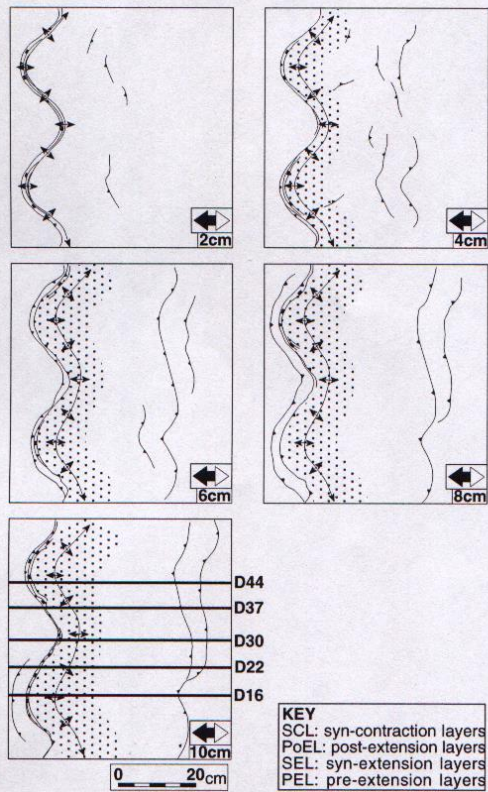 2cm
4cm
6cm
8cm
D44
D37
D30
D22
D16
10cm
0 20cm
KEY
SCL: syn-contraction layers
PoEL: post-extension layers
SEL: syn-extension layers
PEL: pre-extension layers